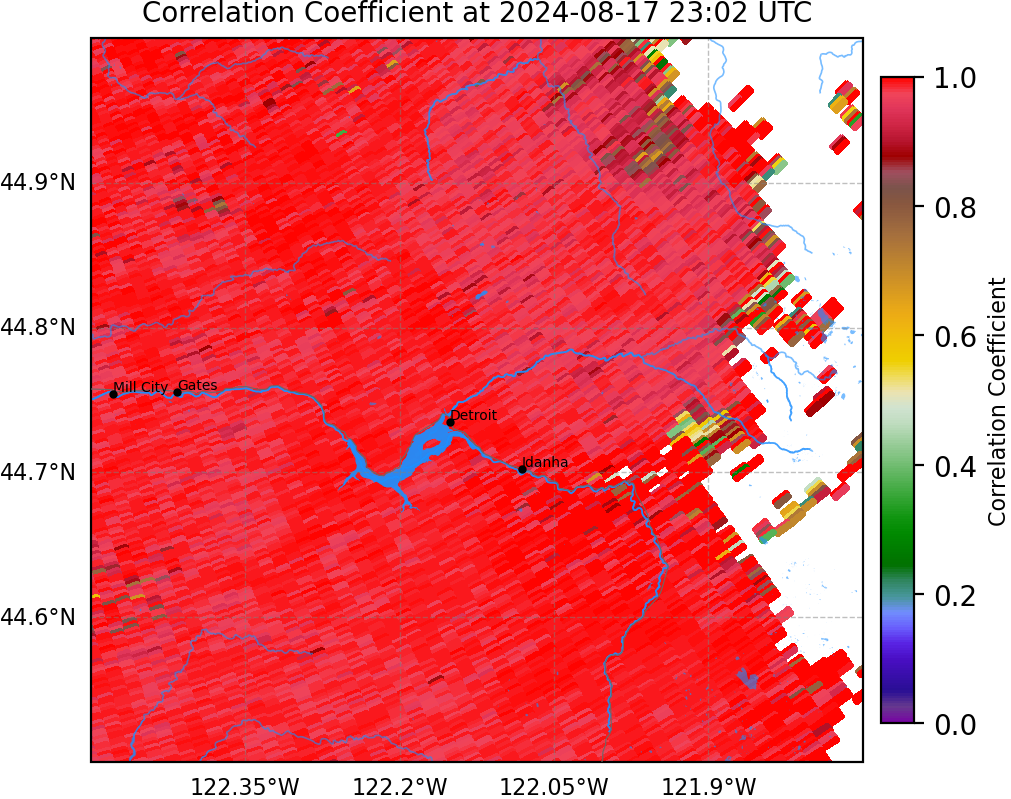 Correlation Coefficient at 2024-08-17 23:02 UTC
1.0
44.9°N
0.8
44.8°N
0.6
Mill City
Gates
Detroit
Idanha
44.7°N
0.4
44.6°N
0.2
0.0
Correlation Coefficient
122.35°W
122.2°W
122.05°W
121.9°W